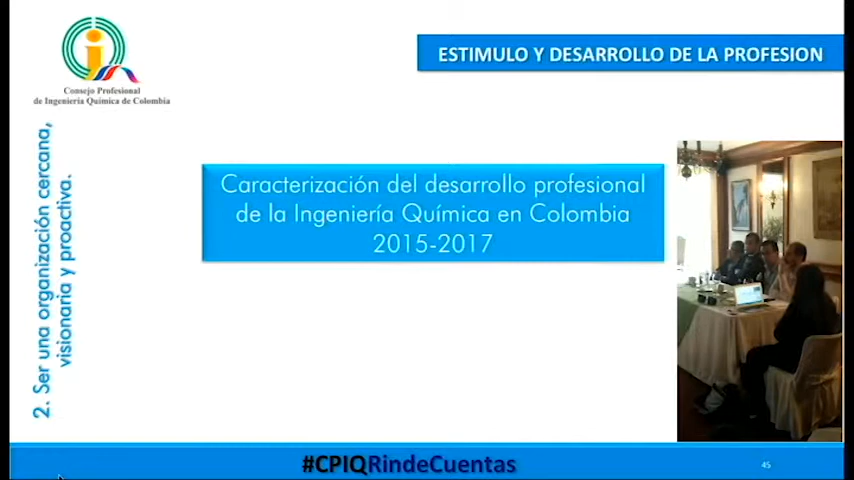 Consejo Profesional
de Ingeniería Química de Colombia
ESTIMULO Y DESARROLLO DE LA PROFESION
2. Ser una organización cercana,
visionaria y proactiva.
Caracterización del desarrollo profesional
de la Ingeniería Química en Colombia
2015-2017
#CPIQRindeCuentas
45